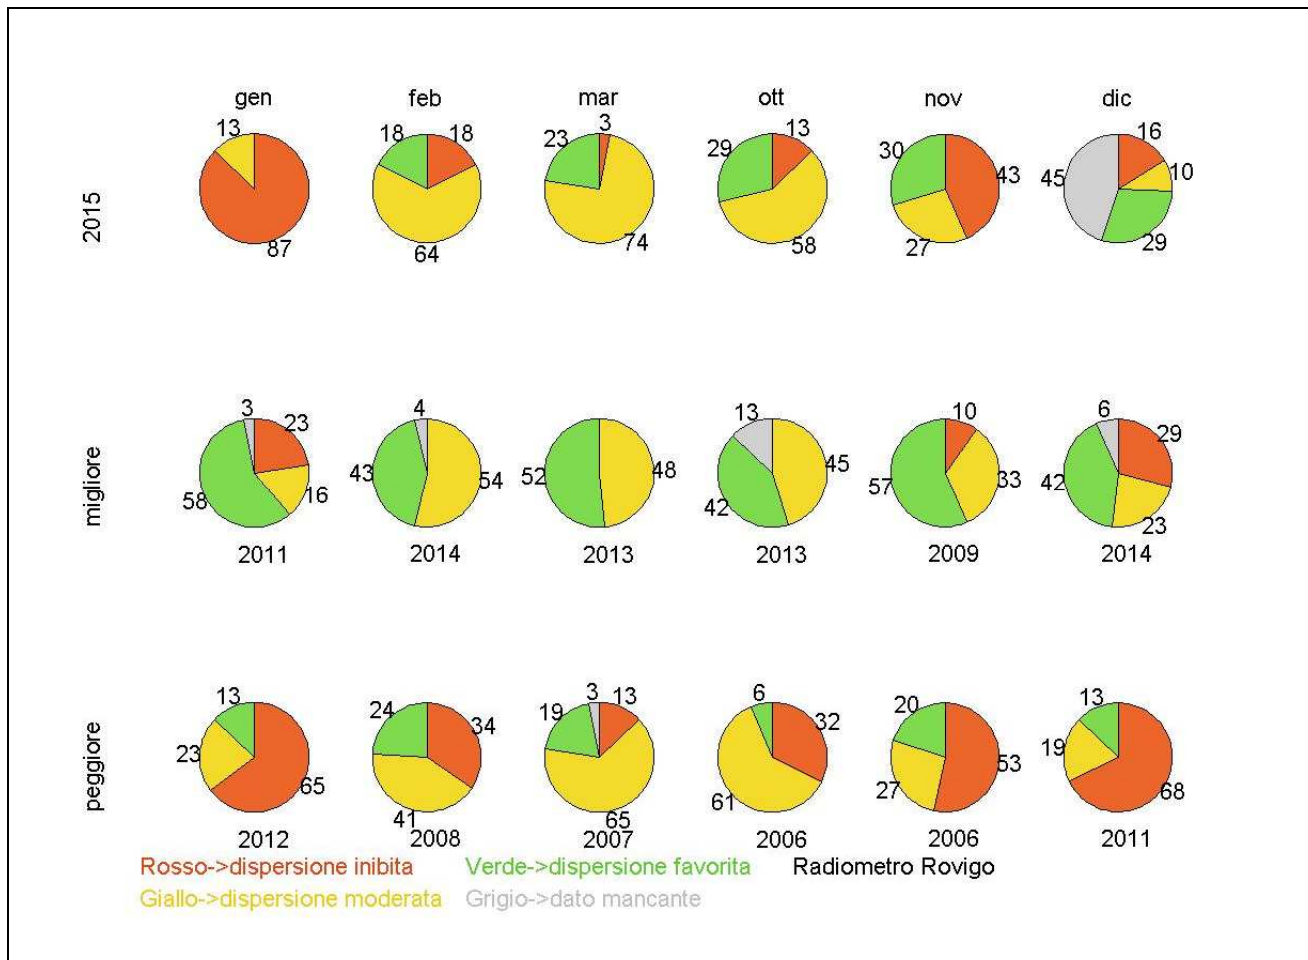 gen feb mar ott nov dic
2015
13 87
18 18 64
23 3 74
29 13 58
30 43 27
45 16 10 29
migliore
3 23 58 16
4 43 54
52 48
13 45 42
10 57 33
6 29 42 23
2011 2014 2013 2013 2009 2014
peggiore
13 23 65
24 34 41
19 3 13 65
6 32 61
20 53 27
13 19 68
2012 2008 2007 2006 2006 2011
Rosso->dispersione inibita Verde->dispersione favorita Radiometro Rovigo
Giallo->dispersione moderata Grigio->dato mancante